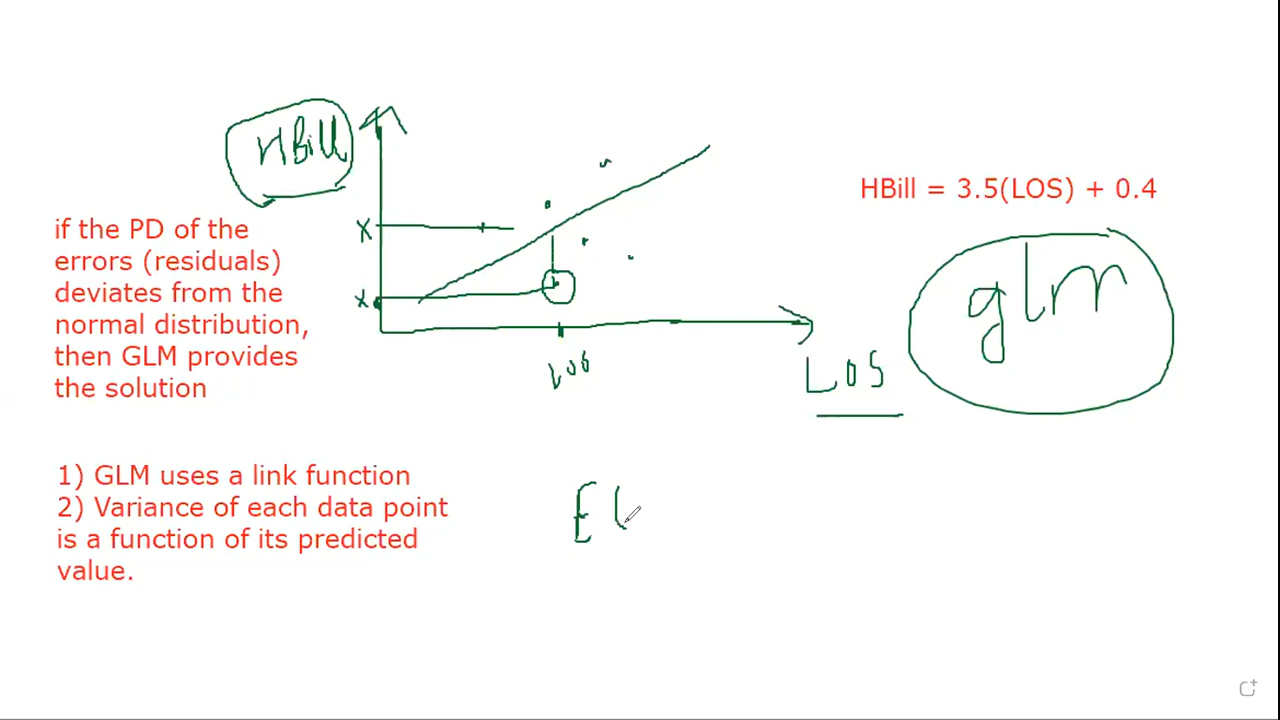 HBill
HBill = 3.5(LOS) + 0.4
if the PD of the
errors (residuals)
deviates from the
normal distribution,
then GLM provides
the solution
X
X
glm
LOS
LOS
1) GLM uses a link function
2) Variance of each data point
is a function of its predicted
value.
E(